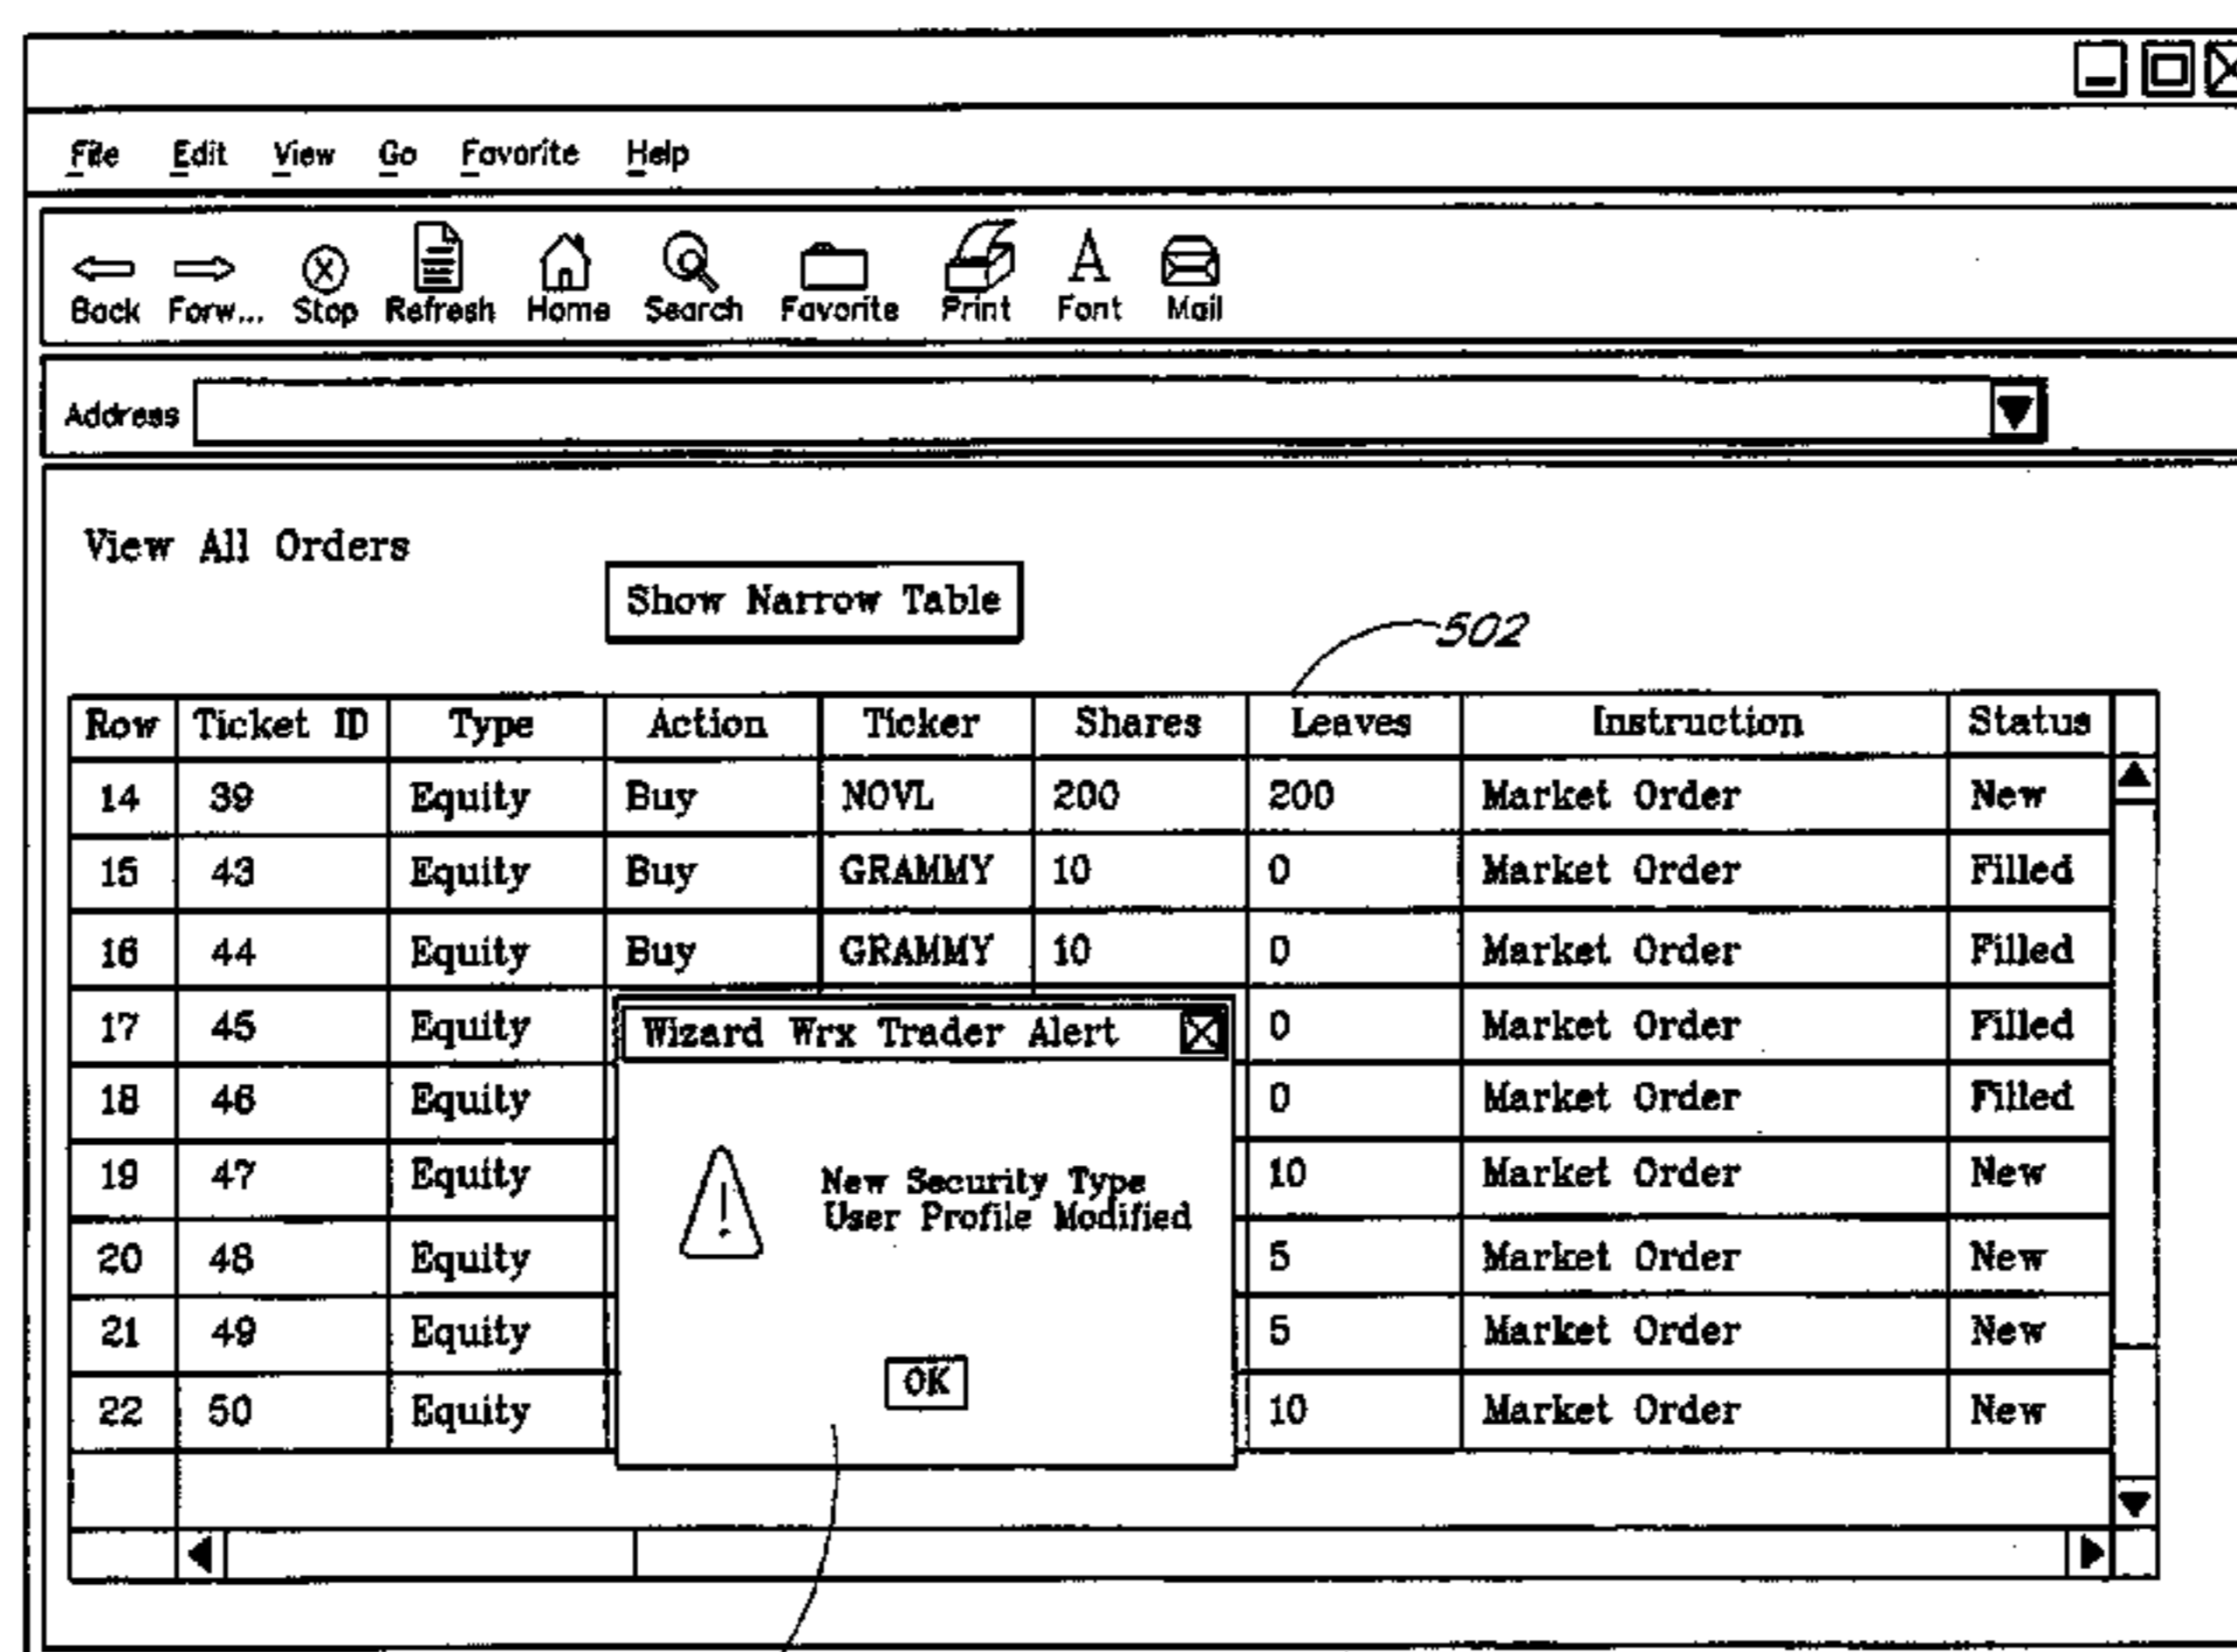 File Edit View Go Favorite Help
Back Forw... Stop Refresh Home Search Favorite Print Font Mail
Address
View All Orders
Show Narrow Table
502
Row Ticket ID Type Action Ticker Shares Leaves Instruction Status
14 39 Equity Buy NOVL 200 200 Market Order New
15 43 Equity Buy GRAMMY 10 0 Market Order Filled
16 44 Equity Buy GRAMMY 10 0 Market Order Filled
17 45 Equity 0 Market Order Filled
18 46 Equity 0 Market Order Filled
19 47 Equity 10 Market Order New
20 48 Equity 5 Market Order New
21 49 Equity 5 Market Order New
22 50 Equity 10 Market Order New
Wizard Wrx Trader Alert
New Security Type
User Profile Modified
OK